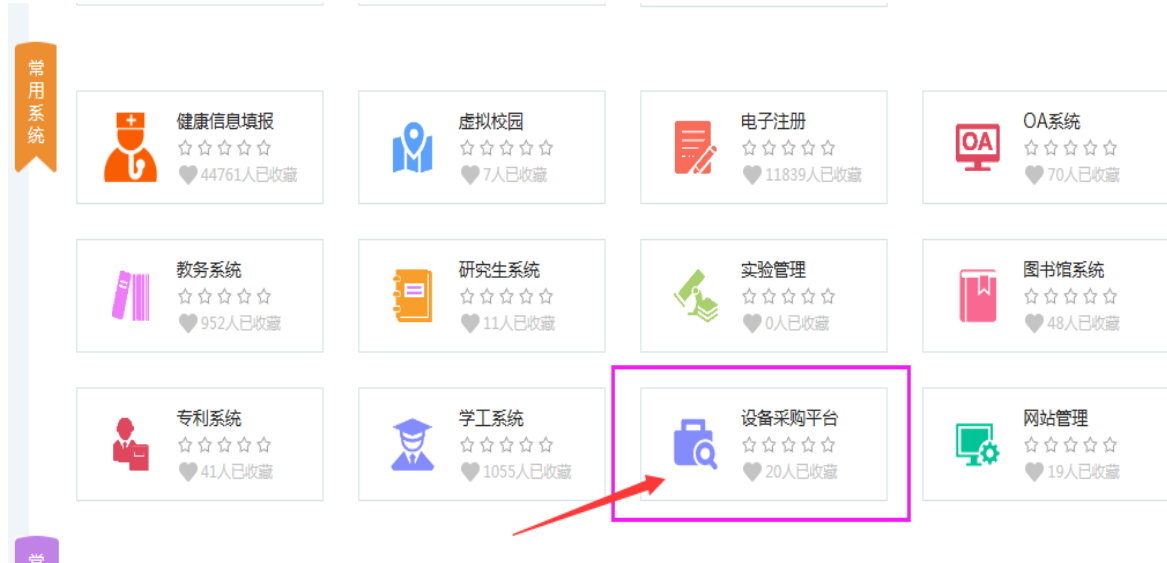 常用系统
健康信息填报
44761人已收藏
虚拟校园
7人已收藏
电子注册
11839人已收藏
OA
OA系统
70人已收藏
教务系统
952人已收藏
研究生系统
11人已收藏
实验管理
0人已收藏
图书馆系统
48人已收藏
专利系统
41人已收藏
学工系统
1055人已收藏
设备采购平台
20人已收藏
网站管理
19人已收藏